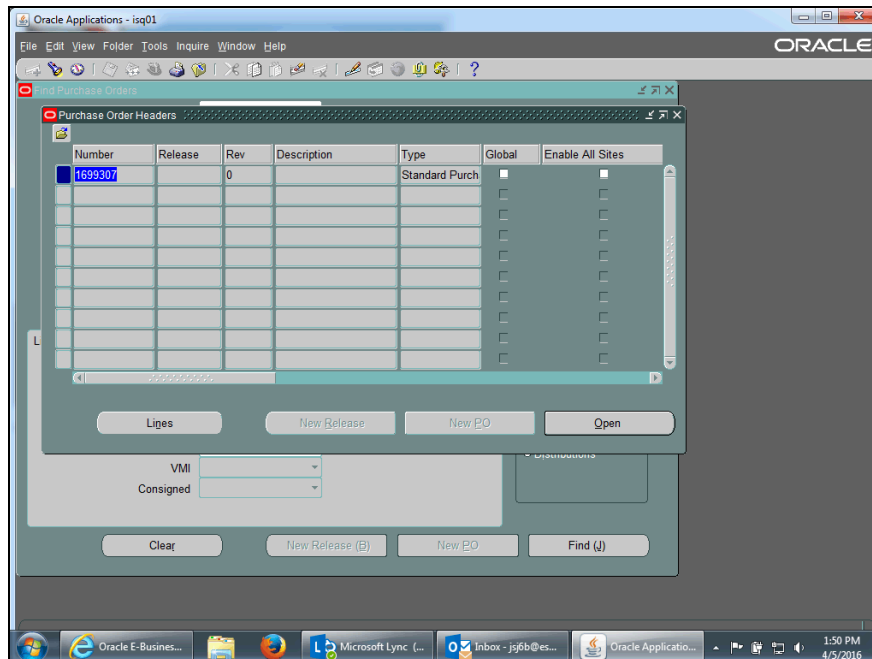 Oracle Applications - isq01
File Edit View Folder Tools Inquire Window Help
ORACLE
Find Purchase Orders
Purchase Order Headers
Number Release Rev Description Type Global Enable All Sites
1699307 0 Standard Purch
L
Lines New Release New PO Open
Distributions
VMI
Consigned
Clear New Release (B) New PO Find (J)
Oracle E-Busines... Microsoft Lync (... Inbox - jsj6b@es... Oracle Applicatio... 1:50 PM
4/5/2016